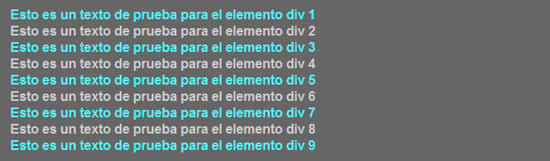 Esto es un texto de prueba para el elemento div 1
Esto es un texto de prueba para el elemento div 2
Esto es un texto de prueba para el elemento div 3
Esto es un texto de prueba para el elemento div 4
Esto es un texto de prueba para el elemento div 5
Esto es un texto de prueba para el elemento div 6
Esto es un texto de prueba para el elemento div 7
Esto es un texto de prueba para el elemento div 8
Esto es un texto de prueba para el elemento div 9